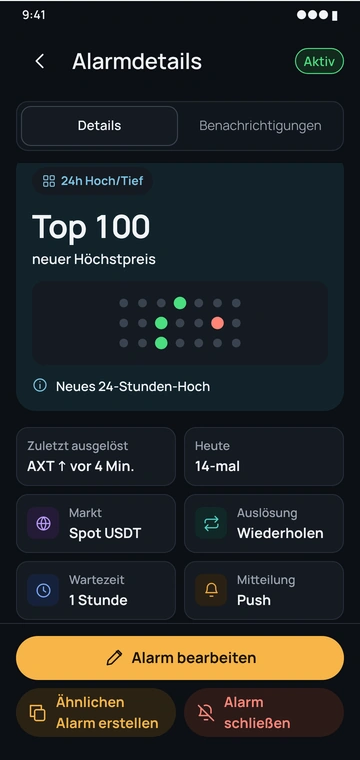 9:41
Alarmdetails
Aktiv
Details
Benachrichtigungen
24h Hoch/Tief
Top 100
neuer Höchstpreis
Neues 24-Stunden-Hoch
Zuletzt ausgelöst
AXT ↑ vor 4 Min.
Heute
14-mal
Markt
Spot USDT
Auslösung
Wiederholen
Wartezeit
1 Stunde
Mitteilung
Push
Alarm bearbeiten
Ähnlichen
Alarm erstellen
Alarm
schließen